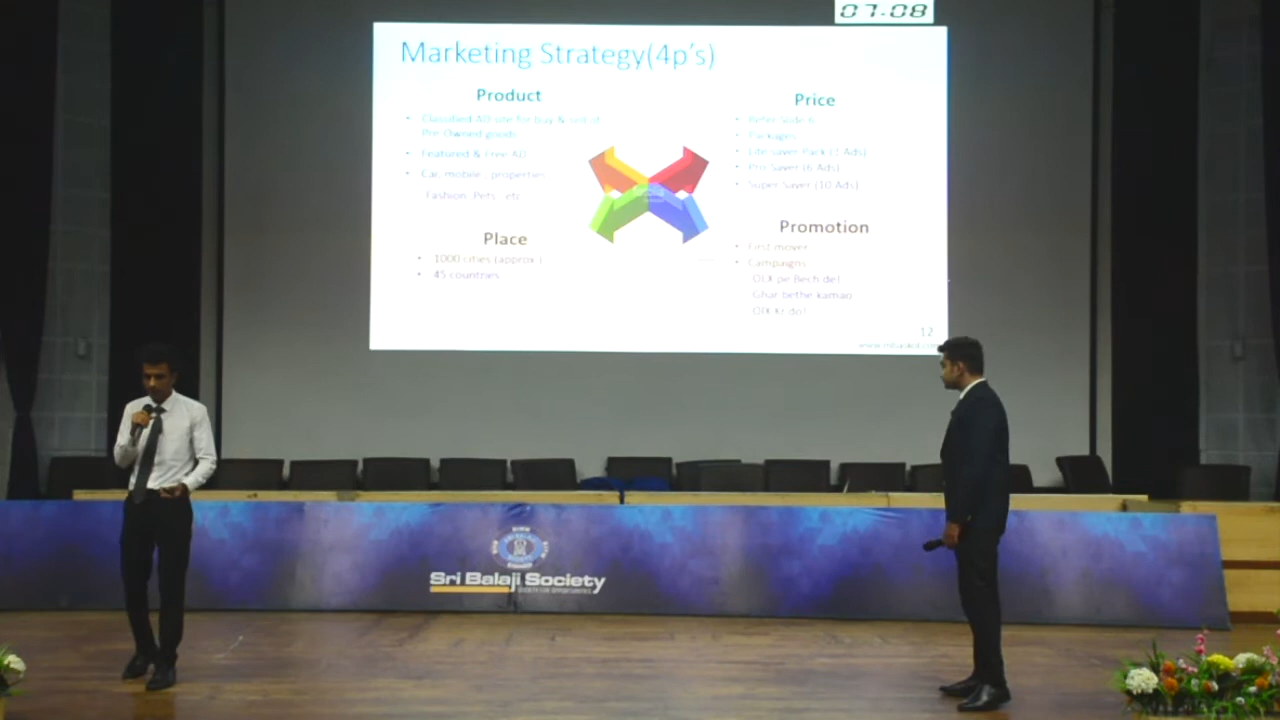 07-08
Marketing Strategy(4p's)
Product
• Classified AD site for buy & sell of
Pre-Owned goods
• Featured & Free AD
• Car, mobile, properties
Fashion, Pets, etc
Place
• 1000 cities (approx.)
• 45 countries
Price
• Refer Slide 6
• Packages
• Lite saver Pack (3 Ads)
• Pro Saver (6 Ads)
• Super Saver (10 Ads)
Promotion
• First mover
• Campaigns
OLX pe Bech de!
Ghar bethe kamao
OlX Kr do!
12
Sri Balaji Society